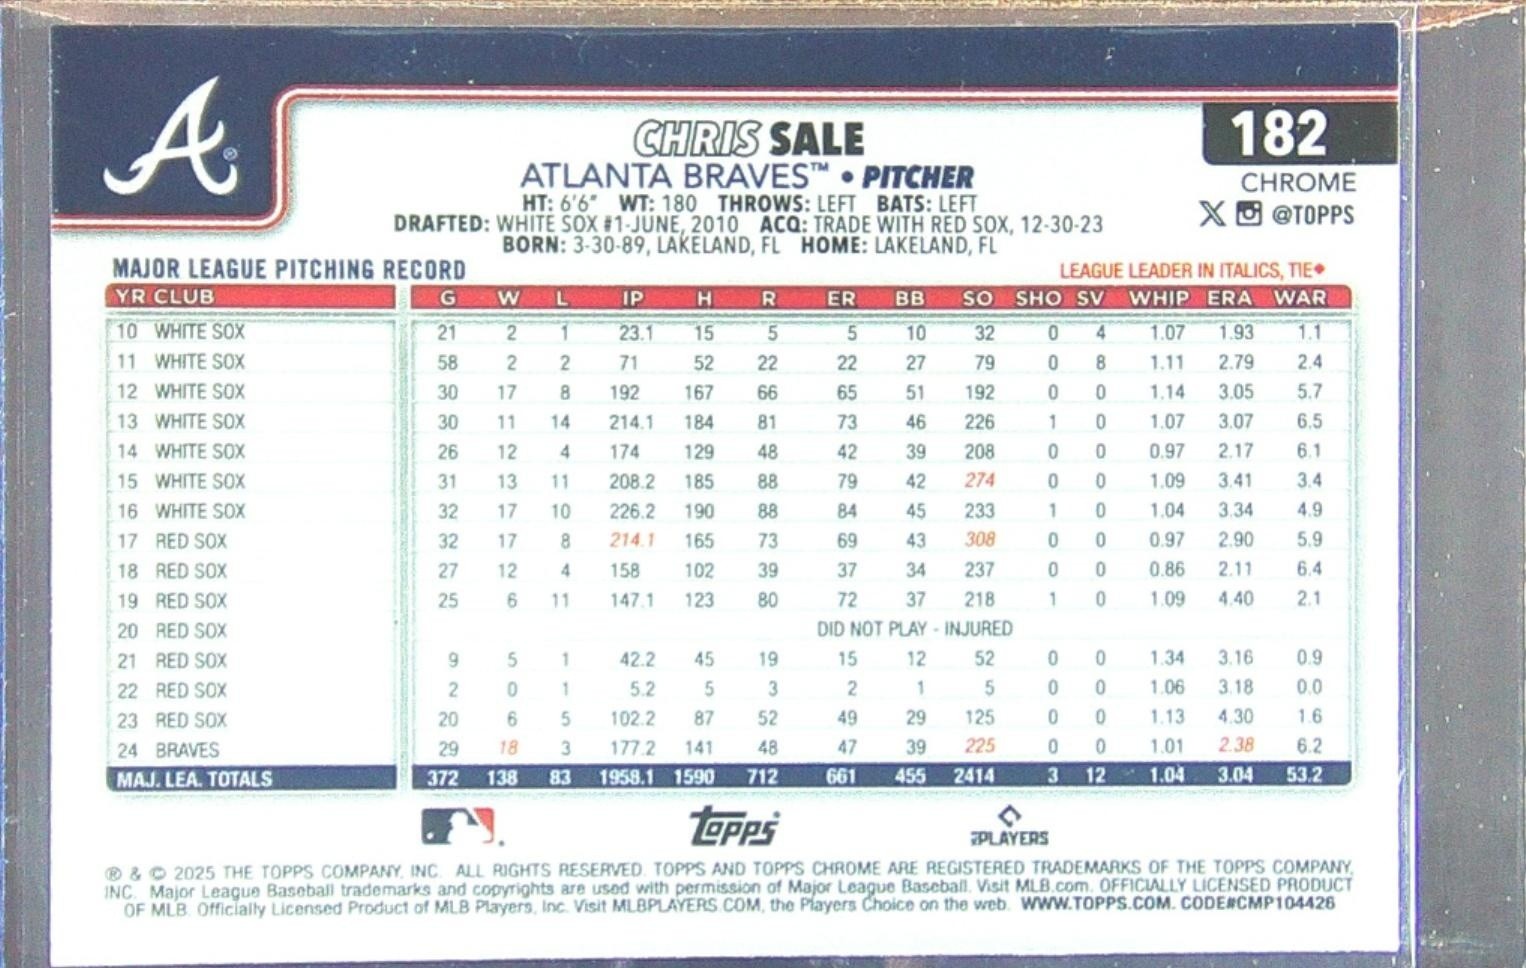 A®
182
CHRIS SALE
ATLANTA BRAVES™ • PITCHER
CHROME
HT: 6'6" WT: 180 THROWS: LEFT BATS: LEFT
@TOPPS
DRAFTED: WHITE SOX #1-JUNE, 2010 ACQ: TRADE WITH RED SOX, 12-30-23
BORN: 3-30-89, LAKELAND, FL HOME: LAKELAND, FL
MAJOR LEAGUE PITCHING RECORD LEAGUE LEADER IN ITALICS, TIE♦
YR CLUB G W L IP H R ER BB SO SHO SV WHIP ERA WAR
10 WHITE SOX 21 2 1 23.1 15 5 5 10 32 0 4 1.07 1.93 1.1
11 WHITE SOX 58 2 2 71 52 22 22 27 79 0 8 1.11 2.79 2.4
12 WHITE SOX 30 17 8 192 167 66 65 51 192 0 0 1.14 3.05 5.7
13 WHITE SOX 30 11 14 214.1 184 81 73 46 226 1 0 1.07 3.07 6.5
14 WHITE SOX 26 12 4 174 129 48 42 39 208 0 0 0.97 2.17 6.1
15 WHITE SOX 31 13 11 208.2 185 88 79 42 274 0 0 1.09 3.41 3.4
16 WHITE SOX 32 17 10 226.2 190 88 84 45 233 1 0 1.04 3.34 4.9
17 RED SOX 32 17 8 214.1 165 73 69 43 308 0 0 0.97 2.90 5.9
18 RED SOX 27 12 4 158 102 39 37 34 237 0 0 0.86 2.11 6.4
19 RED SOX 25 6 11 147.1 123 80 72 37 218 1 0 1.09 4.40 2.1
20 RED SOX DID NOT PLAY - INJURED
21 RED SOX 9 5 1 42.2 45 19 15 12 52 0 0 1.34 3.16 0.9
22 RED SOX 2 0 1 5.2 5 3 2 1 5 0 0 1.06 3.18 0.0
23 RED SOX 20 6 5 102.2 87 52 49 29 125 0 0 1.13 4.30 1.6
24 BRAVES 29 18 3 177.2 141 48 47 39 225 0 0 1.01 2.38 6.2
MAJ. LEA. TOTALS 372 138 83 1958.1 1590 712 661 455 2414 3 12 1.04 3.04 53.2
Topps PLAYERS
® & © 2025 THE TOPPS COMPANY, INC. ALL RIGHTS RESERVED. TOPPS AND TOPPS CHROME ARE REGISTERED TRADEMARKS OF THE TOPPS COMPANY,
INC. Major League Baseball trademarks and copyrights are used with permission of Major League Baseball. Visit MLB.com. OFFICIALLY LICENSED PRODUCT
OF MLB. Officially Licensed Product of MLB Players, Inc. Visit MLBPLAYERS.COM, the Players Choice on the web. WWW.TOPPS.COM. CODE#CMP104426